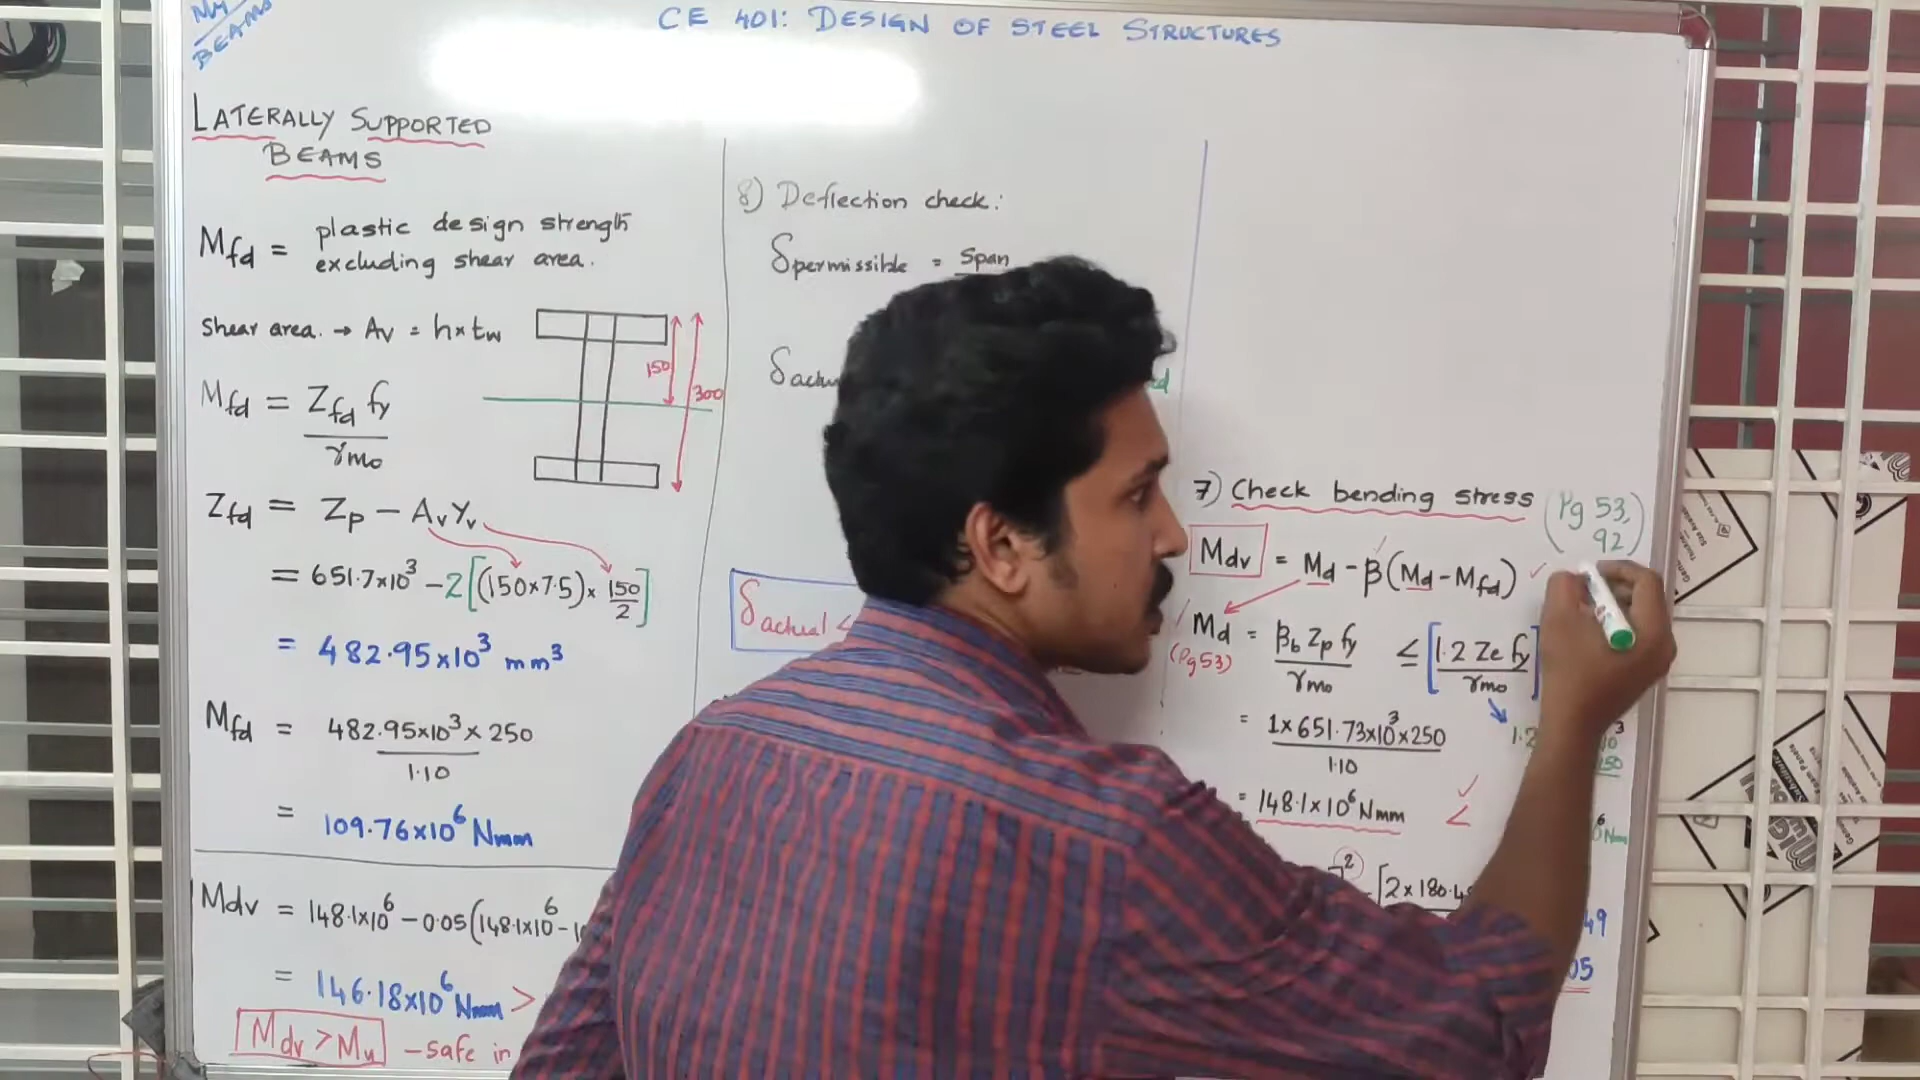 MY
BEAMS
CE 401: DESIGN OF STEEL STRUCTURES
LATERALLY SUPPORTED
BEAMS
Mfd = plastic design strength
excluding shear area.
Shear area. → Av = h × tw
150
300
Mfd = Zfd fy
γmo
Zfd = Zp − AvYv
= 651.7×10³ − 2[(150×7.5) × 150
2]
= 482.95×10³ mm³
Mfd = 482.95×10³ × 250
1.10
= 109.76×10⁶ Nmm
Mdv = 148.1×10⁶ − 0.05(148.1×10⁶ −
= 146.18×10⁶ Nmm >
Mdv > Mu − safe in
8) Deflection check:
δpermissible = Span
δactual <
7) Check bending stress (Pg 53,
92)
Mdv = Md − β(Md − Mfd)
Md = βb Zp fy ≤ [1.2 Ze fy]
(Pg 53) γmo γmo
= 1 × 651.73×10³ × 250
1.10
= 148.1×10⁶ Nmm <
[2 × 180.4